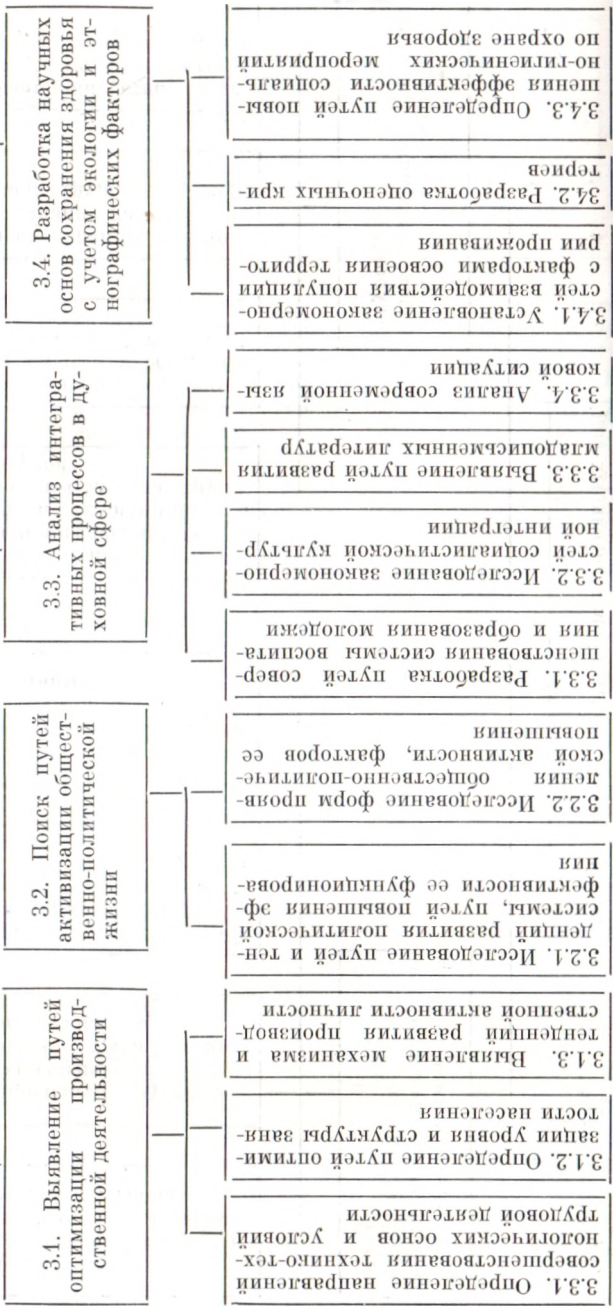 3.1. Выявление путей
оптимизации производ-
ственной деятельности
3.3.1. Определение направлений
совершенствования технико-тех-
нологических основ и условий
трудовой деятельности
3.1.2. Определение путей оптими-
зации уровня и структуры заня-
тости населения
3.1.3. Выявление механизма и
тенденций развития производ-
ственной активности личности
3.2. Поиск путей
активизации общест-
венно-политической
жизни
3.2.1. Исследование путей и тен-
денций развития политической
системы, путей повышения эф-
фективности ее функционирова-
ния
3.2.2. Исследование форм прояв-
ления общественно-политиче-
ской активности, факторов ее
повышения
3.3. Анализ интегра-
тивных процессов в ду-
ховной сфере
3.3.1. Разработка путей совер-
шенствования системы воспита-
ния и образования молодежи
3.3.2. Исследование закономерно-
стей социалистической культур-
ной интеграции
3.3.3. Выявление путей развития
младописьменных литератур
3.3.4. Анализ современной язы-
ковой ситуации
3.4. Разработка научных
основ сохранения здоровья
с учетом экологии и эт-
нографических факторов
3.4.1. Установление закономерно-
стей взаимодействия популяции
с факторами освоения террито-
рии проживания
34.2. Разработка оценочных кри-
териев
3.4.3. Определение путей повы-
шения эффективности социаль-
но-гигиенических мероприятий
по охране здоровья